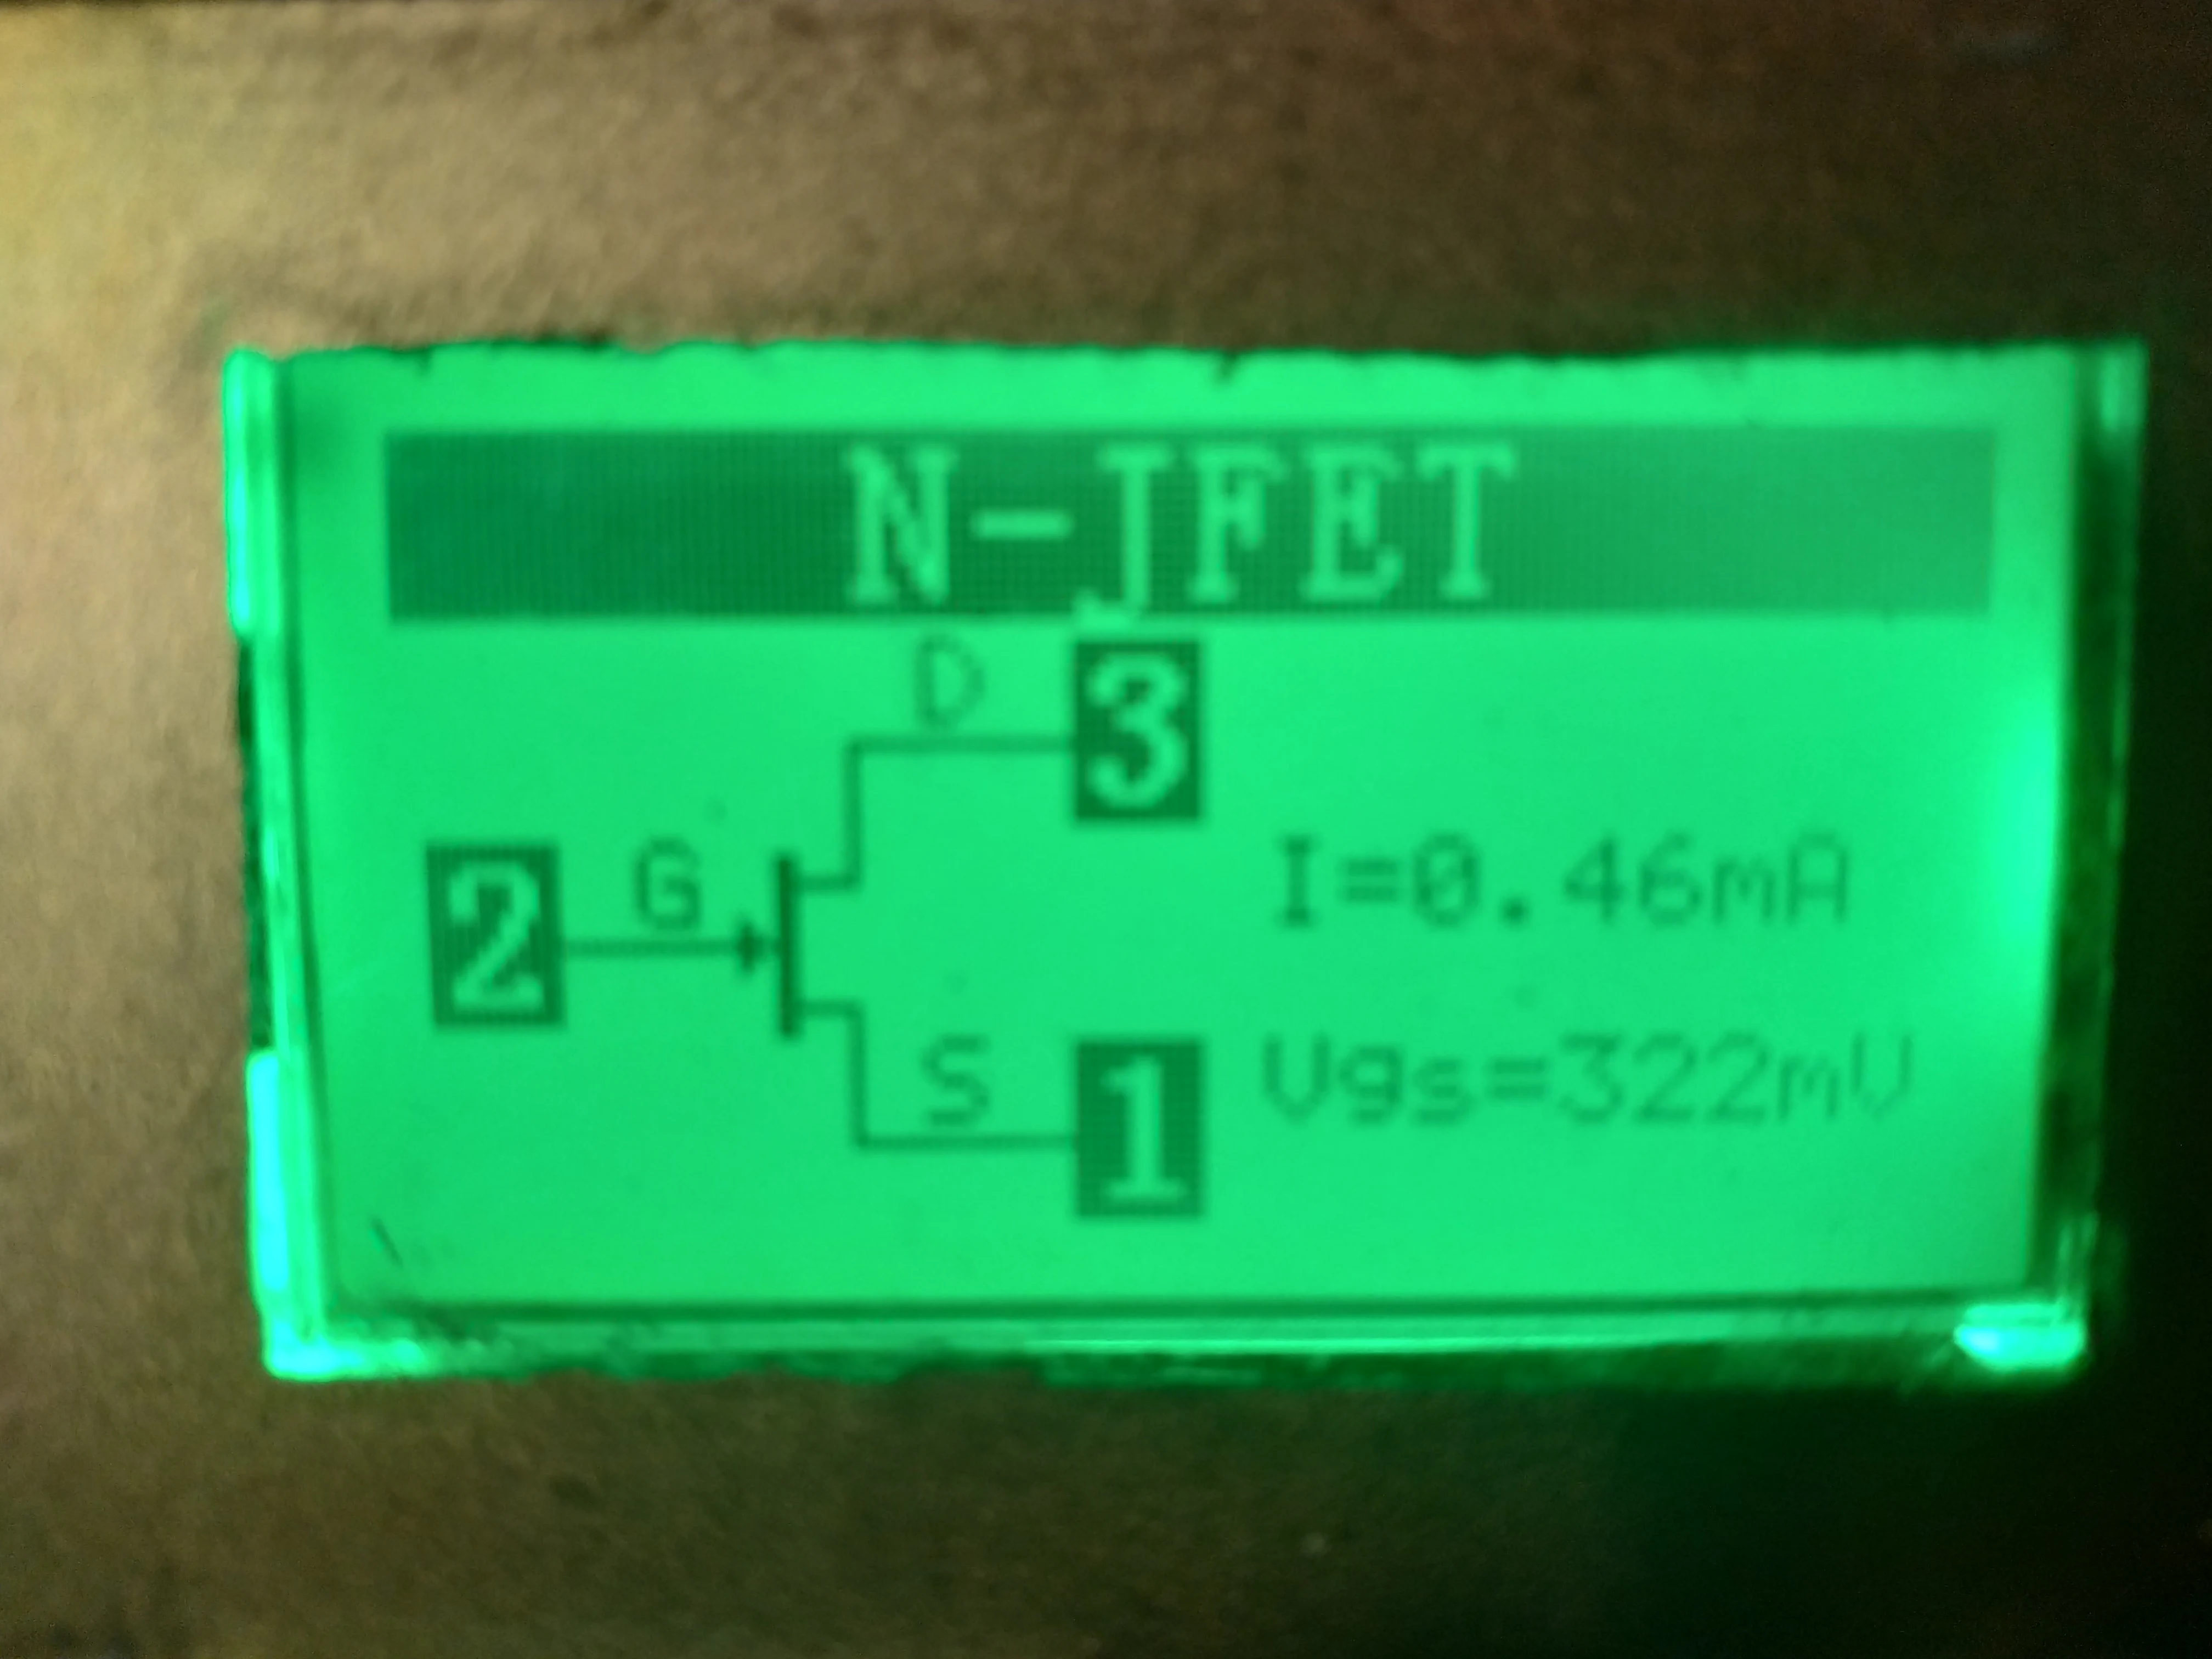 N-JFET
D 3
2 G
I=0.46mA
S 1
Vgs=322mV